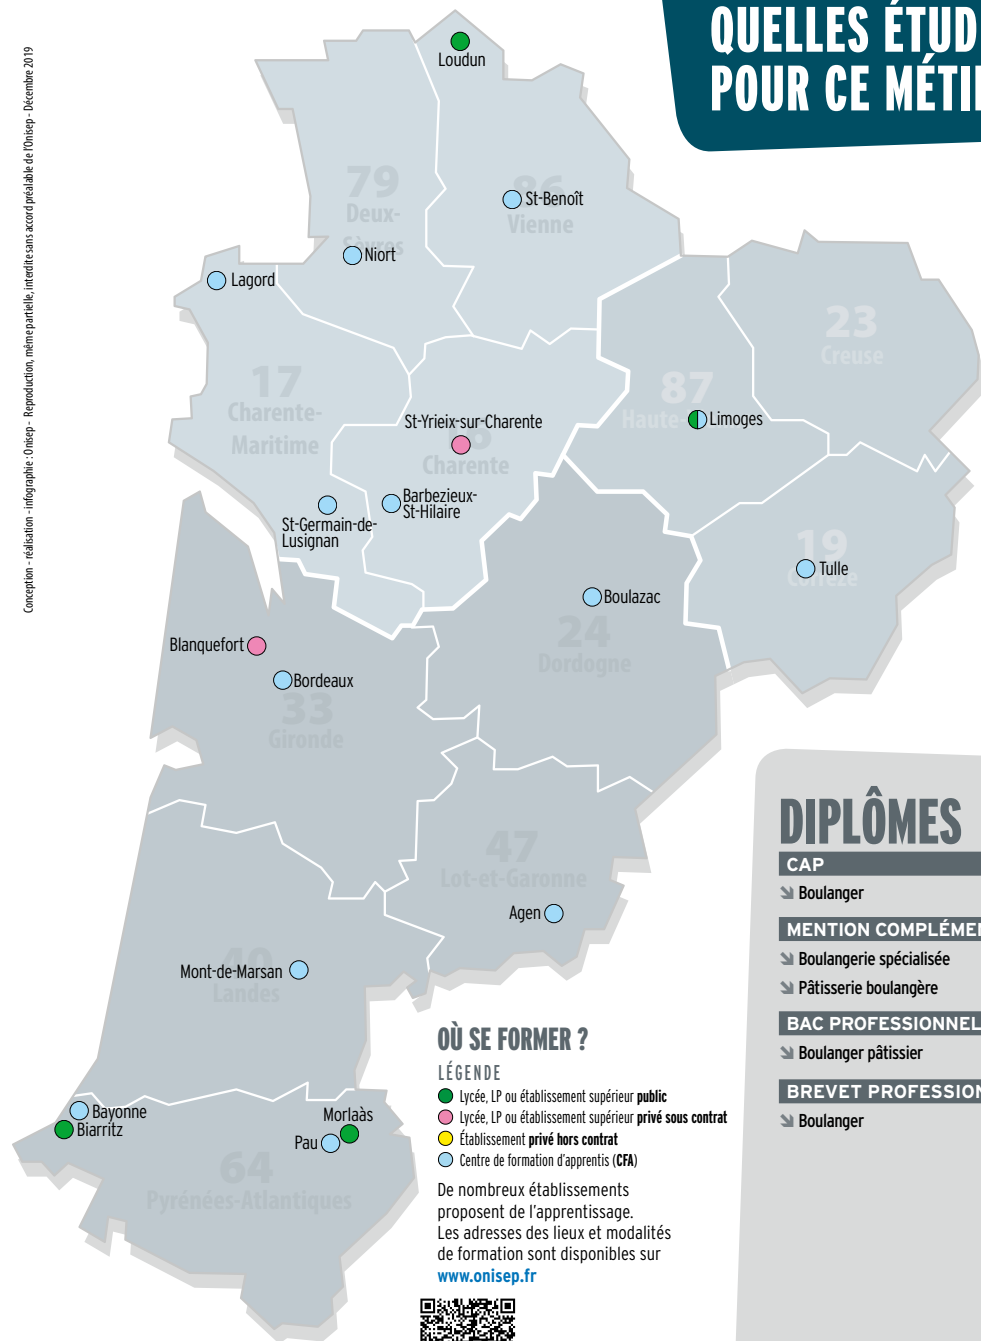 Conception - réalisation - infographie : Onisep - Reproduction, même partielle, interdite sans accord préalable de l'Onisep - Décembre 2019
QUELLES ÉTUD
POUR CE MÉTI
Loudun
79
Deux-
Sèvres
86
Vienne
St-Benoît
Niort
Lagord
23
Creuse
17
Charente-
Maritime
87
Haute-
Limoges
St-Yrieix-sur-Charente
16
Charente
Barbezieux-
St-Hilaire
St-Germain-de-
Lusignan
19
Corrèze
Tulle
Boulazac
24
Dordogne
Blanquefort
Bordeaux
33
Gironde
47
Lot-et-Garonne
Agen
40
Landes
Mont-de-Marsan
Bayonne
Biarritz
Morlaàs
Pau
64
Pyrénées-Atlantiques
OÙ SE FORMER ?
LÉGENDE
Lycée, LP ou établissement supérieur public
Lycée, LP ou établissement supérieur privé sous contrat
Établissement privé hors contrat
Centre de formation d'apprentis (CFA)
De nombreux établissements
proposent de l'apprentissage.
Les adresses des lieux et modalités
de formation sont disponibles sur
www.onisep.fr
DIPLÔMES
CAP
Boulanger
MENTION COMPLÉME
Boulangerie spécialisée
Pâtisserie boulangère
BAC PROFESSIONNEL
Boulanger pâtissier
BREVET PROFESSION
Boulanger